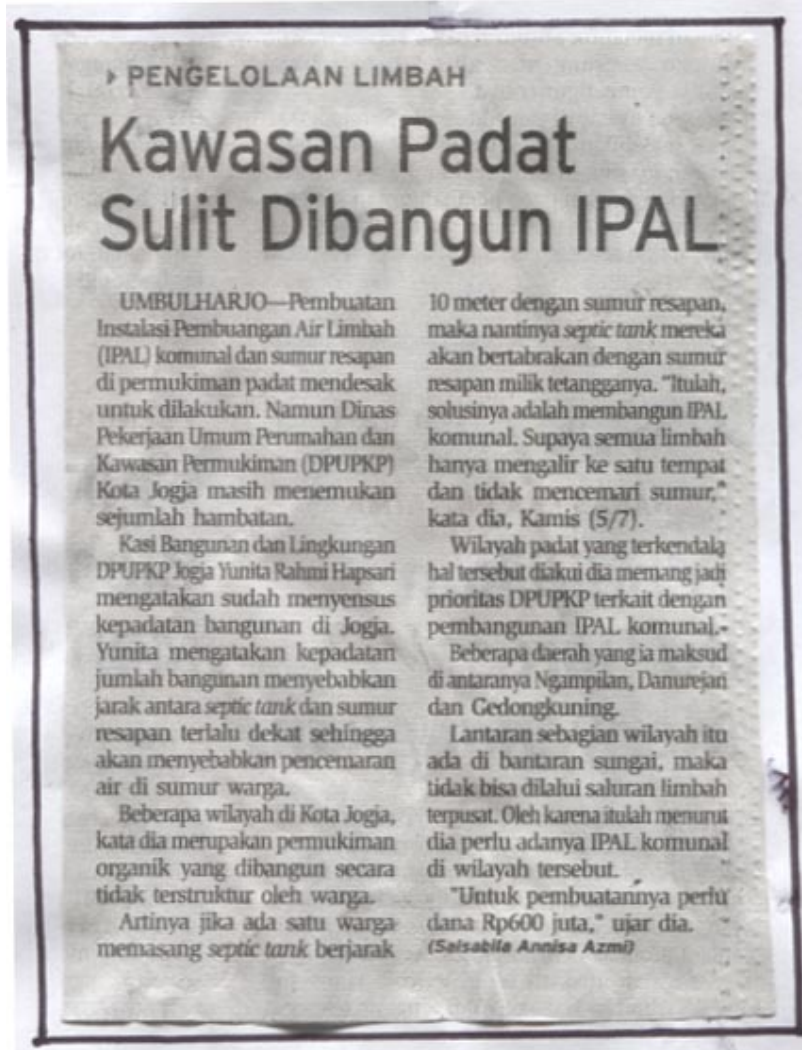 PENGELOLAAN LIMBAH
Kawasan Padat
Sulit Dibangun IPAL
UMBULHARJO—Pembuatan
Instalasi Pembuangan Air Limbah
(IPAL) komunal dan sumur resapan
di permukiman padat mendesak
untuk dilakukan. Namun Dinas
Pekerjaan Umum Perumahan dan
Kawasan Permukiman (DPUPKP)
Kota Jogja masih menemukan
sejumlah hambatan.
Kasi Bangunan dan Lingkungan
DPUPKP Jogja Yunita Rahmi Hapsari
mengatakan sudah menyensus
kepadatan bangunan di Jogja.
Yunita mengatakan kepadatan
jumlah bangunan menyebabkan
jarak antara septic tank dan sumur
resapan terlalu dekat sehingga
akan menyebabkan pencemaran
air di sumur warga.
Beberapa wilayah di Kota Jogja,
kata dia merupakan permukiman
organik yang dibangun secara
tidak terstruktur oleh warga.
Artinya jika ada satu warga
memasang septic tank berjarak
10 meter dengan sumur resapan,
maka nantinya septic tank mereka
akan bertabrakan dengan sumur
resapan milik tetangganya. "Itulah,
solusinya adalah membangun IPAL
komunal. Supaya semua limbah
hanya mengalir ke satu tempat
dan tidak mencemari sumur,"
kata dia, Kamis (5/7).
Wilayah padat yang terkendala
hal tersebut diakui dia memang jadi
prioritas DPUPKP terkait dengan
pembangunan IPAL komunal.
Beberapa daerah yang ia maksud
di antaranya Ngampilan, Danurejan
dan Gedongkuning.
Lantaran sebagian wilayah itu
ada di bantaran sungai, maka
tidak bisa dilalui saluran limbah
terpusat. Oleh karena itulah menurut
dia perlu adanya IPAL komunal
di wilayah tersebut.
"Untuk pembuatannya perlu
dana Rp600 juta," ujar dia.
(Salsabila Annisa Azmi)